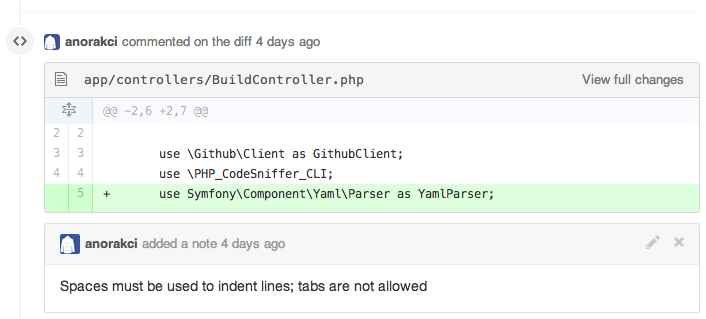 anorakci commented on the diff 4 days ago
app/controllers/BuildController.php View full changes
@@ -2,6 +2,7 @@
2 2
3 3 use \Github\Client as GithubClient;
4 4 use \PHP_CodeSniffer_CLI;
5 + use Symfony\Component\Yaml\Parser as YamlParser;
anorakci added a note 4 days ago
Spaces must be used to indent lines; tabs are not allowed